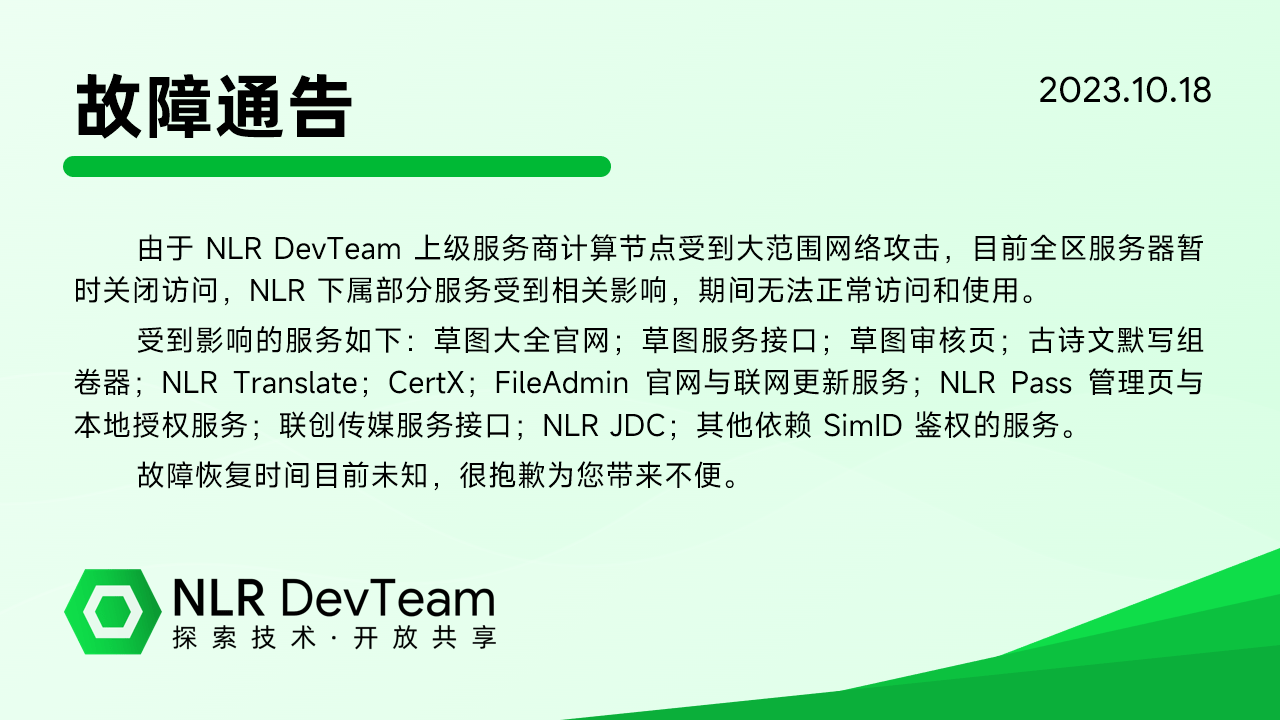 故障通告
2023.10.18
由于 NLR DevTeam 上级服务商计算节点受到大范围网络攻击，目前全区服务器暂
时关闭访问，NLR 下属部分服务受到相关影响，期间无法正常访问和使用。
受到影响的服务如下：草图大全官网；草图服务接口；草图审核页；古诗文默写组
卷器；NLR Translate；CertX；FileAdmin 官网与联网更新服务；NLR Pass 管理页与
本地授权服务；联创传媒服务接口；NLR JDC；其他依赖 SimID 鉴权的服务。
故障恢复时间目前未知，很抱歉为您带来不便。
NLR DevTeam
探索技术·开放共享